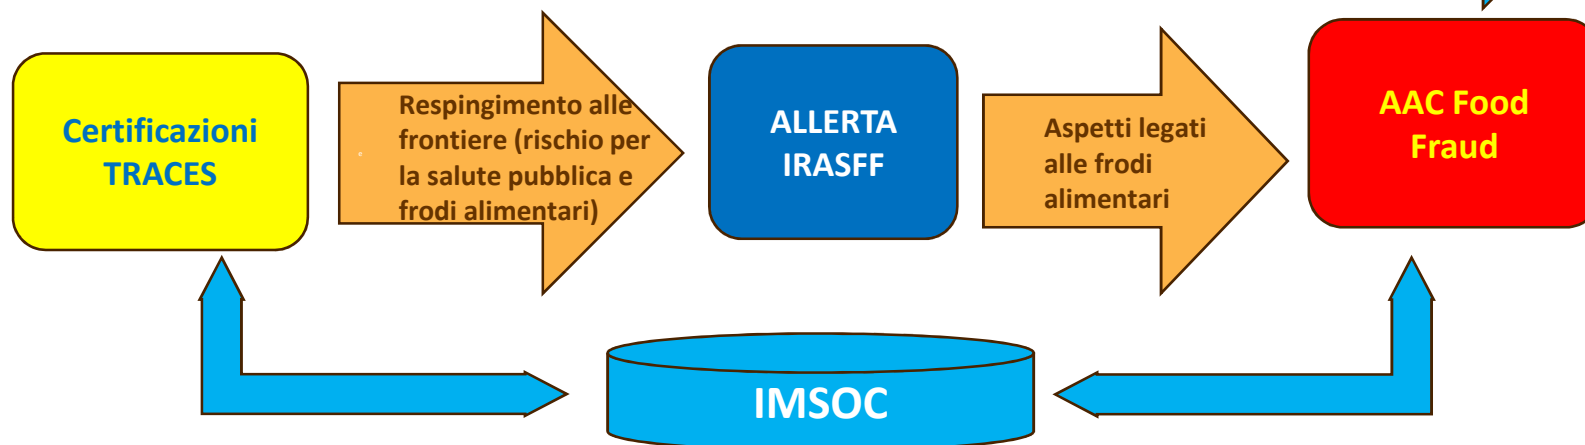 Certificazioni
TRACES
Respingimento alle
frontiere (rischio per
la salute pubblica e
frodi alimentari)
ALLERTA
IRASFF
Aspetti legati
alle frodi
alimentari
AAC Food
Fraud
IMSOC